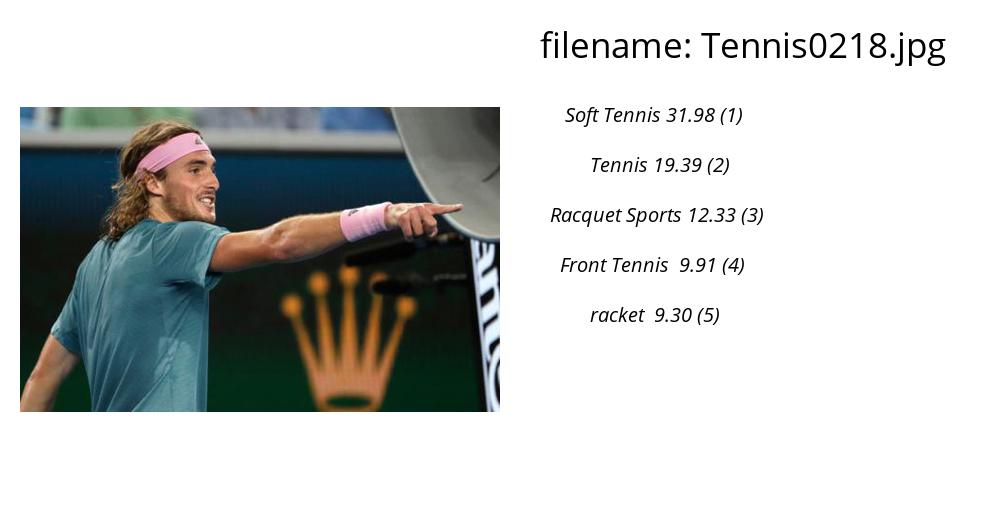 filename: Tennis0218.jpg
Soft Tennis 31.98 (1)
Tennis 19.39 (2)
Racquet Sports 12.33 (3)
Front Tennis  9.91 (4)
racket  9.30 (5)